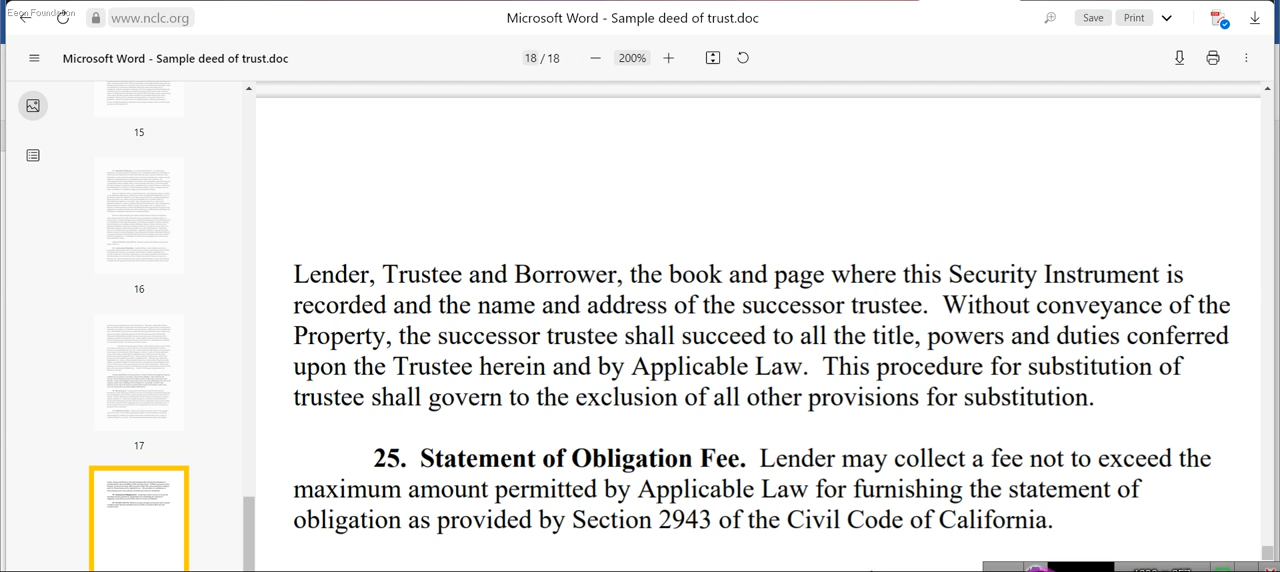 Eeon Foundation
www.nclc.org
Microsoft Word - Sample deed of trust.doc
Save
Print
Microsoft Word - Sample deed of trust.doc
18 / 18
200%
15
16
17
Lender, Trustee and Borrower, the book and page where this Security Instrument is
recorded and the name and address of the successor trustee. Without conveyance of the
Property, the successor trustee shall succeed to all the title, powers and duties conferred
upon the Trustee herein and by Applicable Law. This procedure for substitution of
trustee shall govern to the exclusion of all other provisions for substitution.
25. Statement of Obligation Fee. Lender may collect a fee not to exceed the
maximum amount permitted by Applicable Law for furnishing the statement of
obligation as provided by Section 2943 of the Civil Code of California.